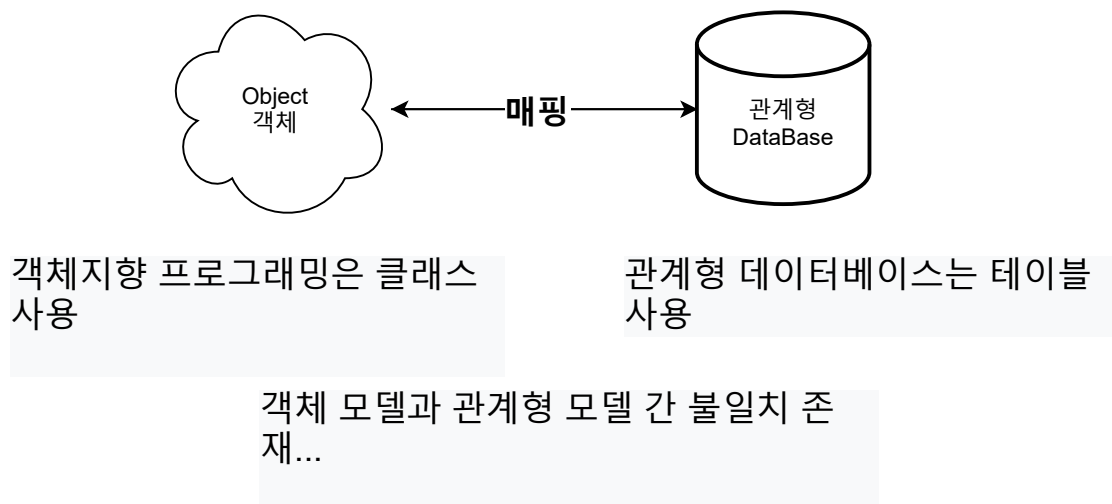 Object
객체
매핑
관계형
DataBase
객체지향 프로그래밍은 클래스
사용
관계형 데이터베이스는 테이블
사용
객체 모델과 관계형 모델 간 불일치 존
재...